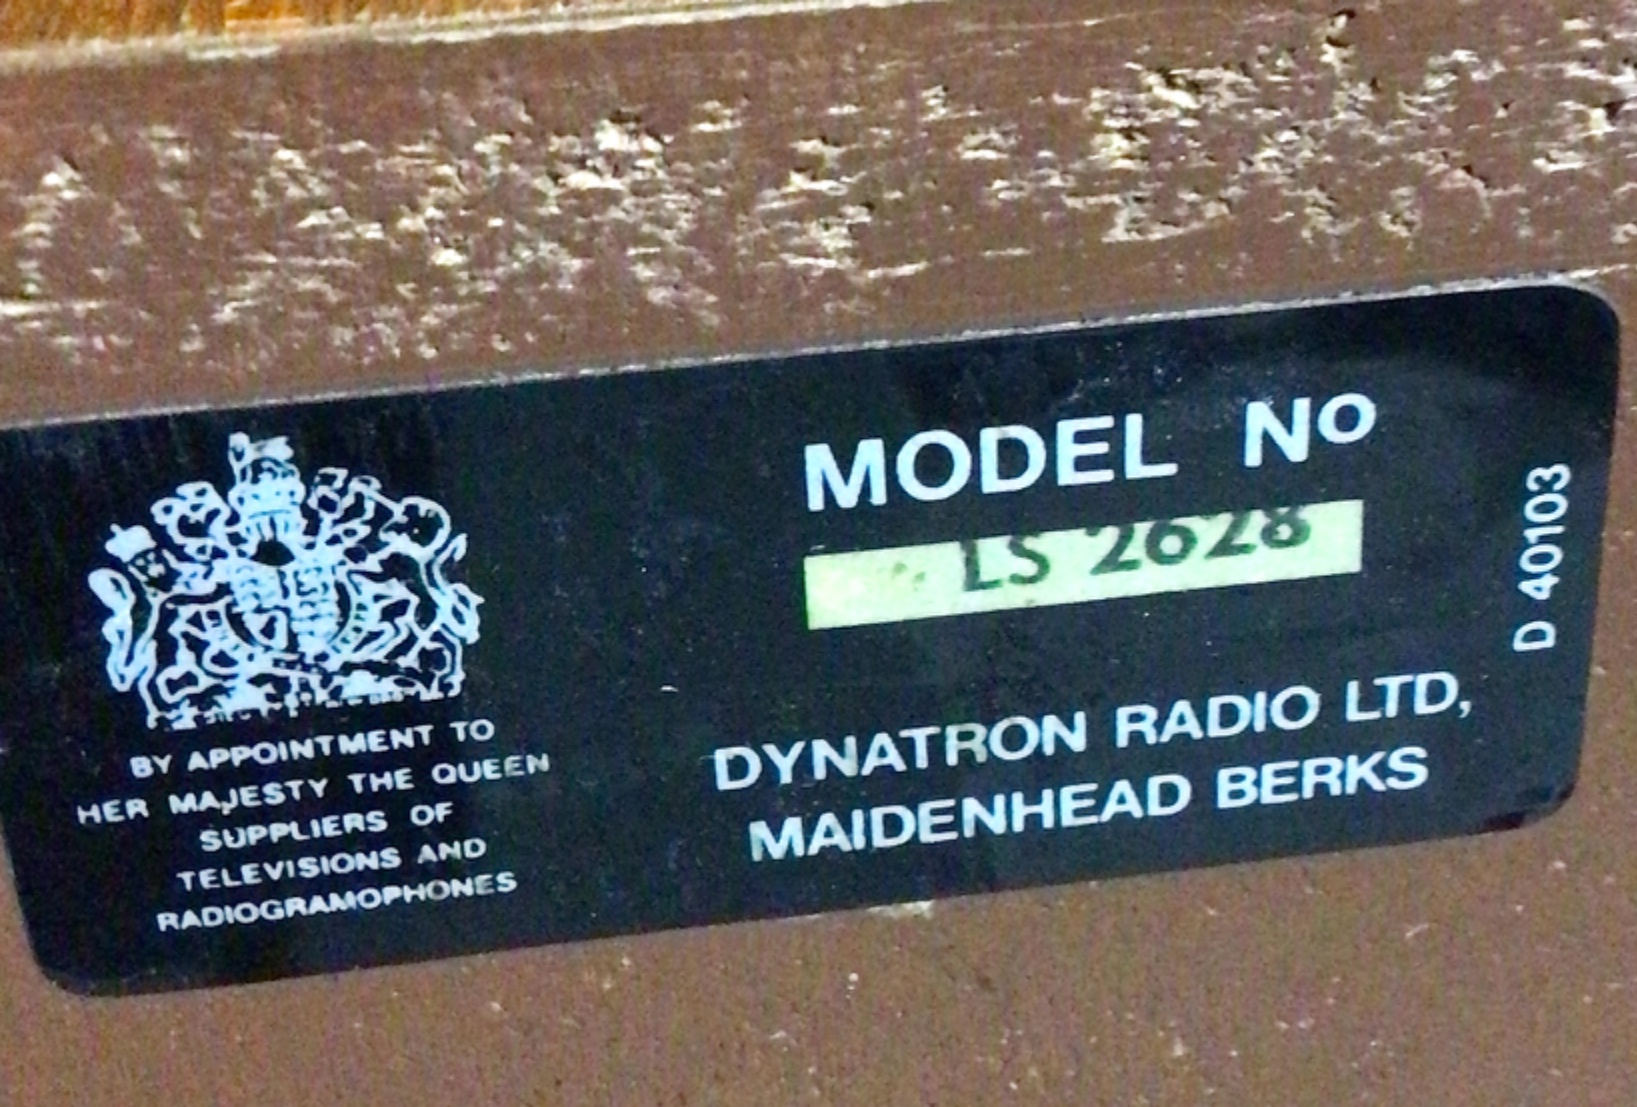 BY APPOINTMENT TO
HER MAJESTY THE QUEEN
SUPPLIERS OF
TELEVISIONS AND
RADIOGRAMOPHONES
MODEL No
LS 2628
DYNATRON RADIO LTD,
MAIDENHEAD BERKS
D 40103